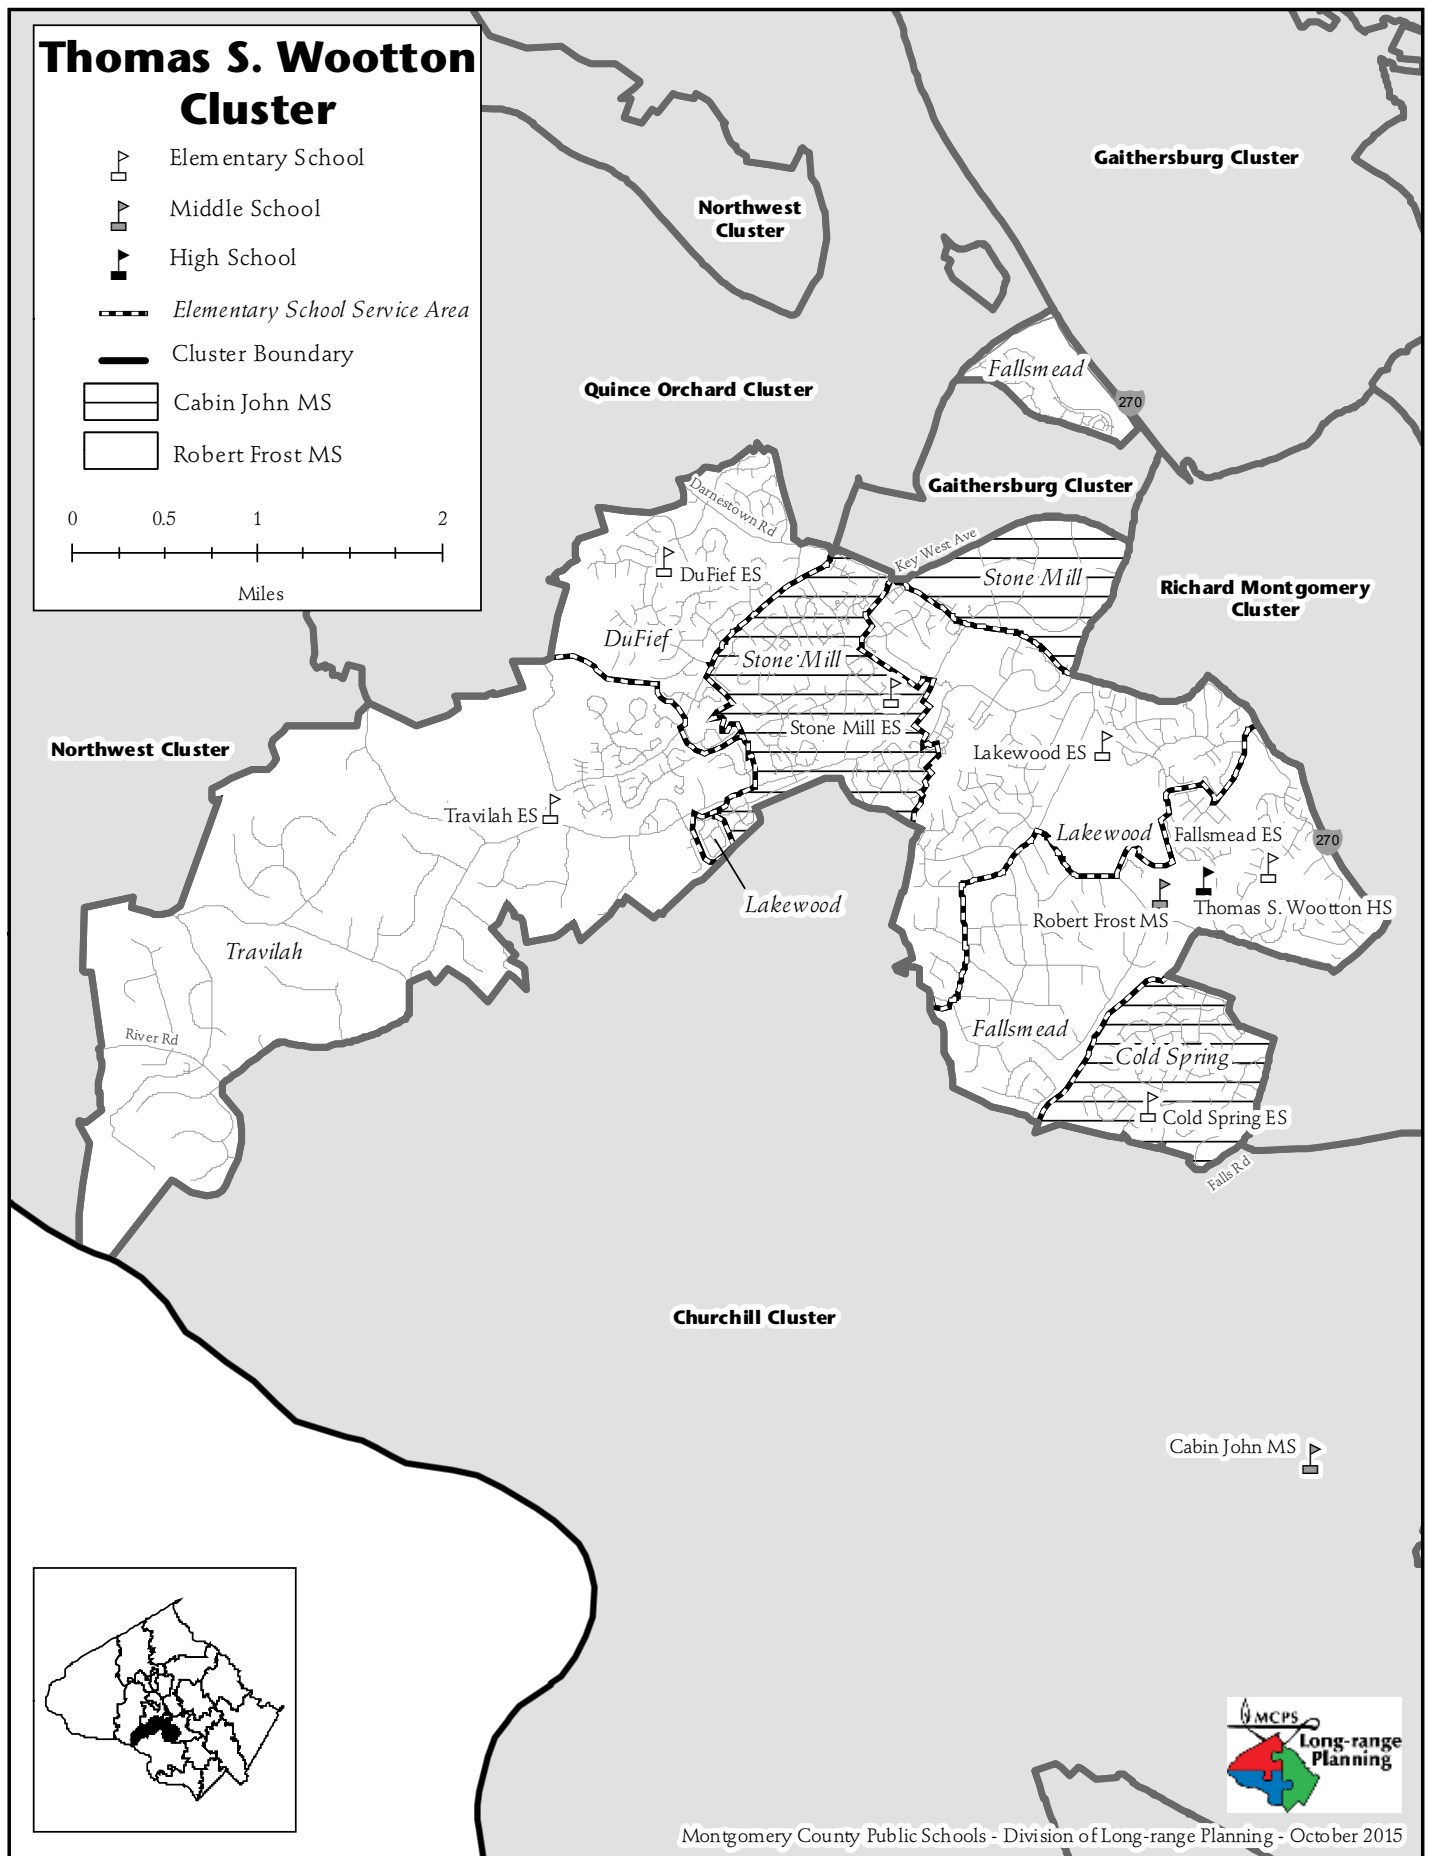 Thomas S. Wootton
Cluster
Elementary School
Middle School
High School
Elementary School Service Area
Cluster Boundary
Cabin John MS
Robert Frost MS
0 0.5 1 2
Miles
Gaithersburg Cluster
Northwest
Cluster
Quince Orchard Cluster
Fallsmead
270
Gaithersburg Cluster
Darnestown Rd
Key West Ave
DuFief ES
Stone Mill
Richard Montgomery
Cluster
DuFief
Stone Mill
Stone Mill ES
Northwest Cluster
Lakewood ES
Travilah ES
Lakewood
Fallsmead ES
270
Lakewood
Robert Frost MS
Thomas S. Wootton HS
Travilah
River Rd
Fallsmead
Cold Spring
Cold Spring ES
Falls Rd
Churchill Cluster
Cabin John MS
MCPS
Long-range
Planning
Montgomery County Public Schools - Division of Long-range Planning - October 2015